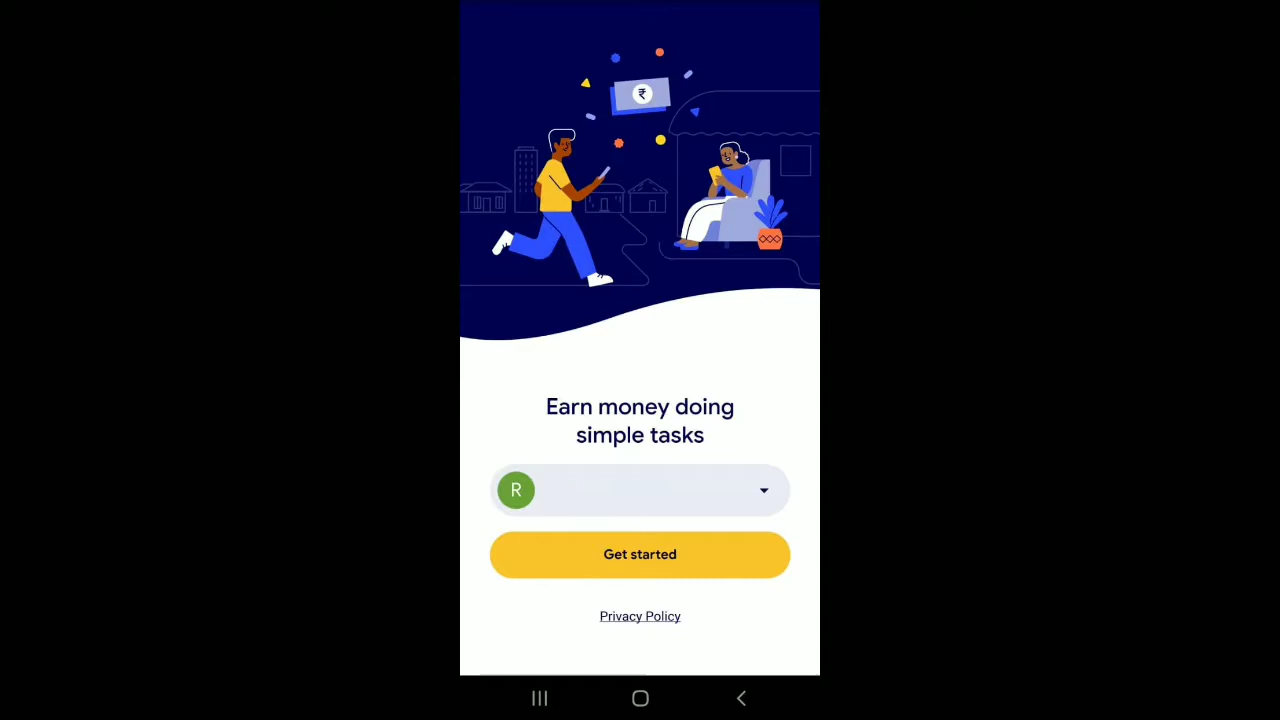 ₹
Earn money doing
simple tasks
R
Get started
Privacy Policy